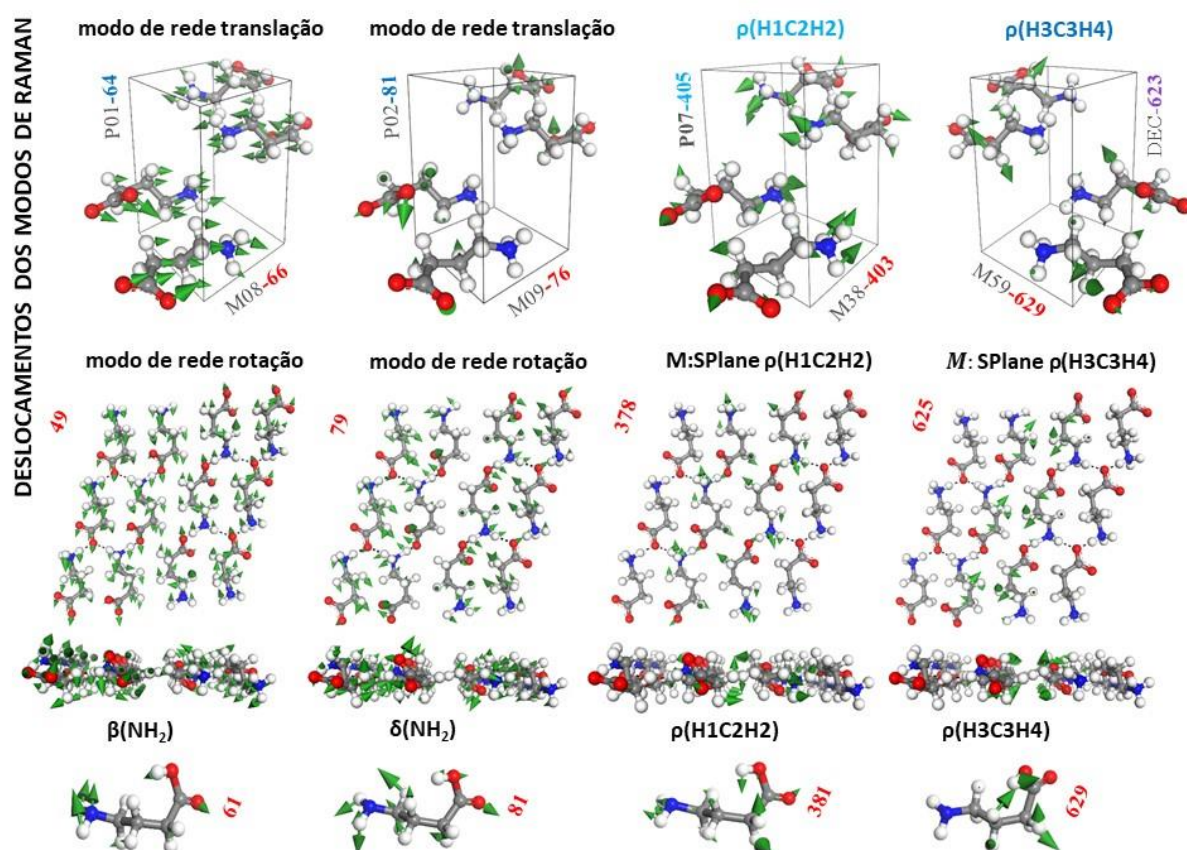 DESLOCAMENTOS DOS MODOS DE RAMAN
modo de rede translação
modo de rede translação
ρ(H1C2H2)
ρ(H3C3H4)
P01-64
M08-66
P02-81
M09-76
P07-405
M38-403
DEC-623
M59-629
modo de rede rotação
modo de rede rotação
M:SPlane ρ(H1C2H2)
M: SPlane ρ(H3C3H4)
49
79
378
625
β(NH₂)
δ(NH₂)
ρ(H1C2H2)
ρ(H3C3H4)
61
81
381
629